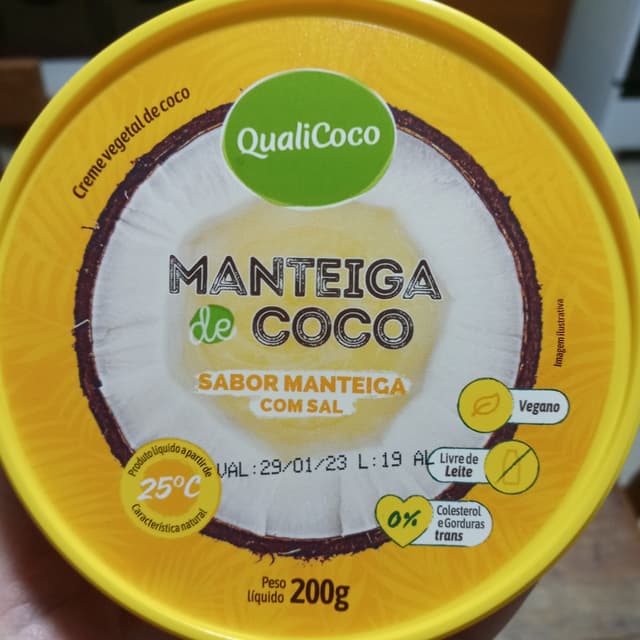 Creme vegetal de coco
QualiCoco
MANTEIGA
de COCO
SABOR MANTEIGA
COM SAL
Imagem ilustrativa
Vegano
VAL:29/01/23 L:19 AL
Livre de
Leite
Produto líquido a partir de
25°C
Característica natural
0%
Colesterol
e Gorduras
trans
Peso
líquido 200g